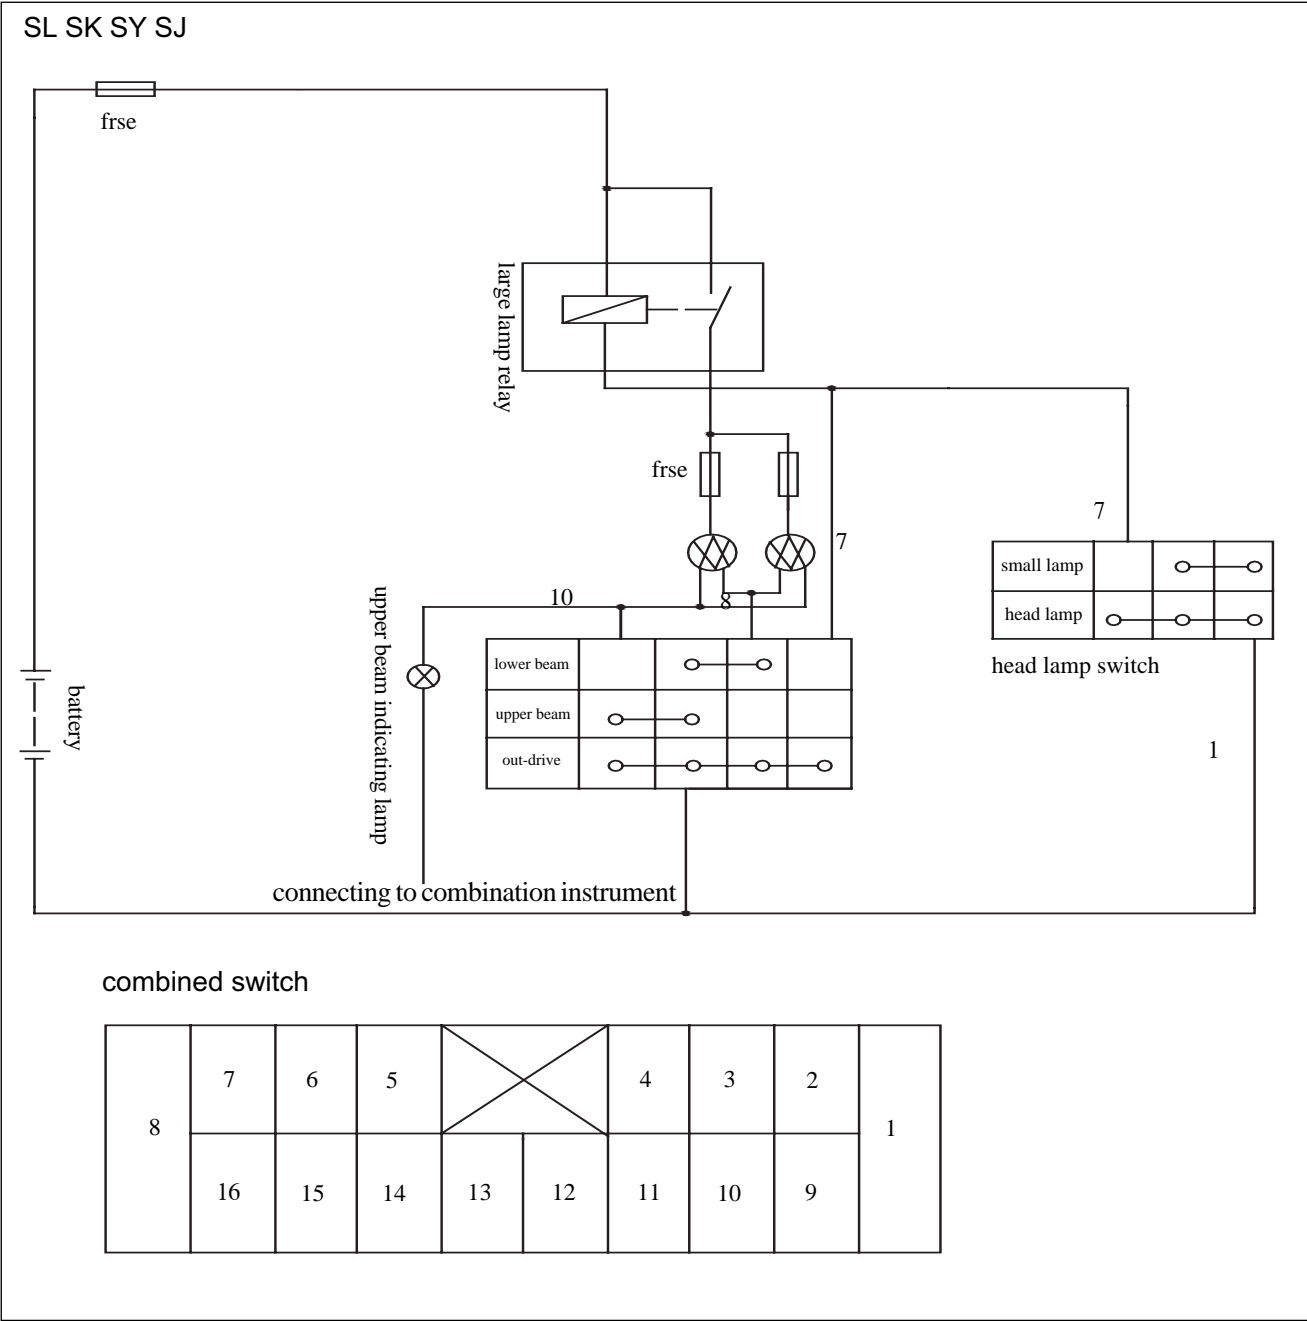 SL SK SY SJ
frse
large lamp relay
frse
7
7
small lamp
head lamp
head lamp switch
10
8
upper beam indicating lamp
lower beam
upper beam
out-drive
battery
1
connecting to combination instrument
combined switch
7 6 5 4 3 2
8 1
16 15 14 13 12 11 10 9